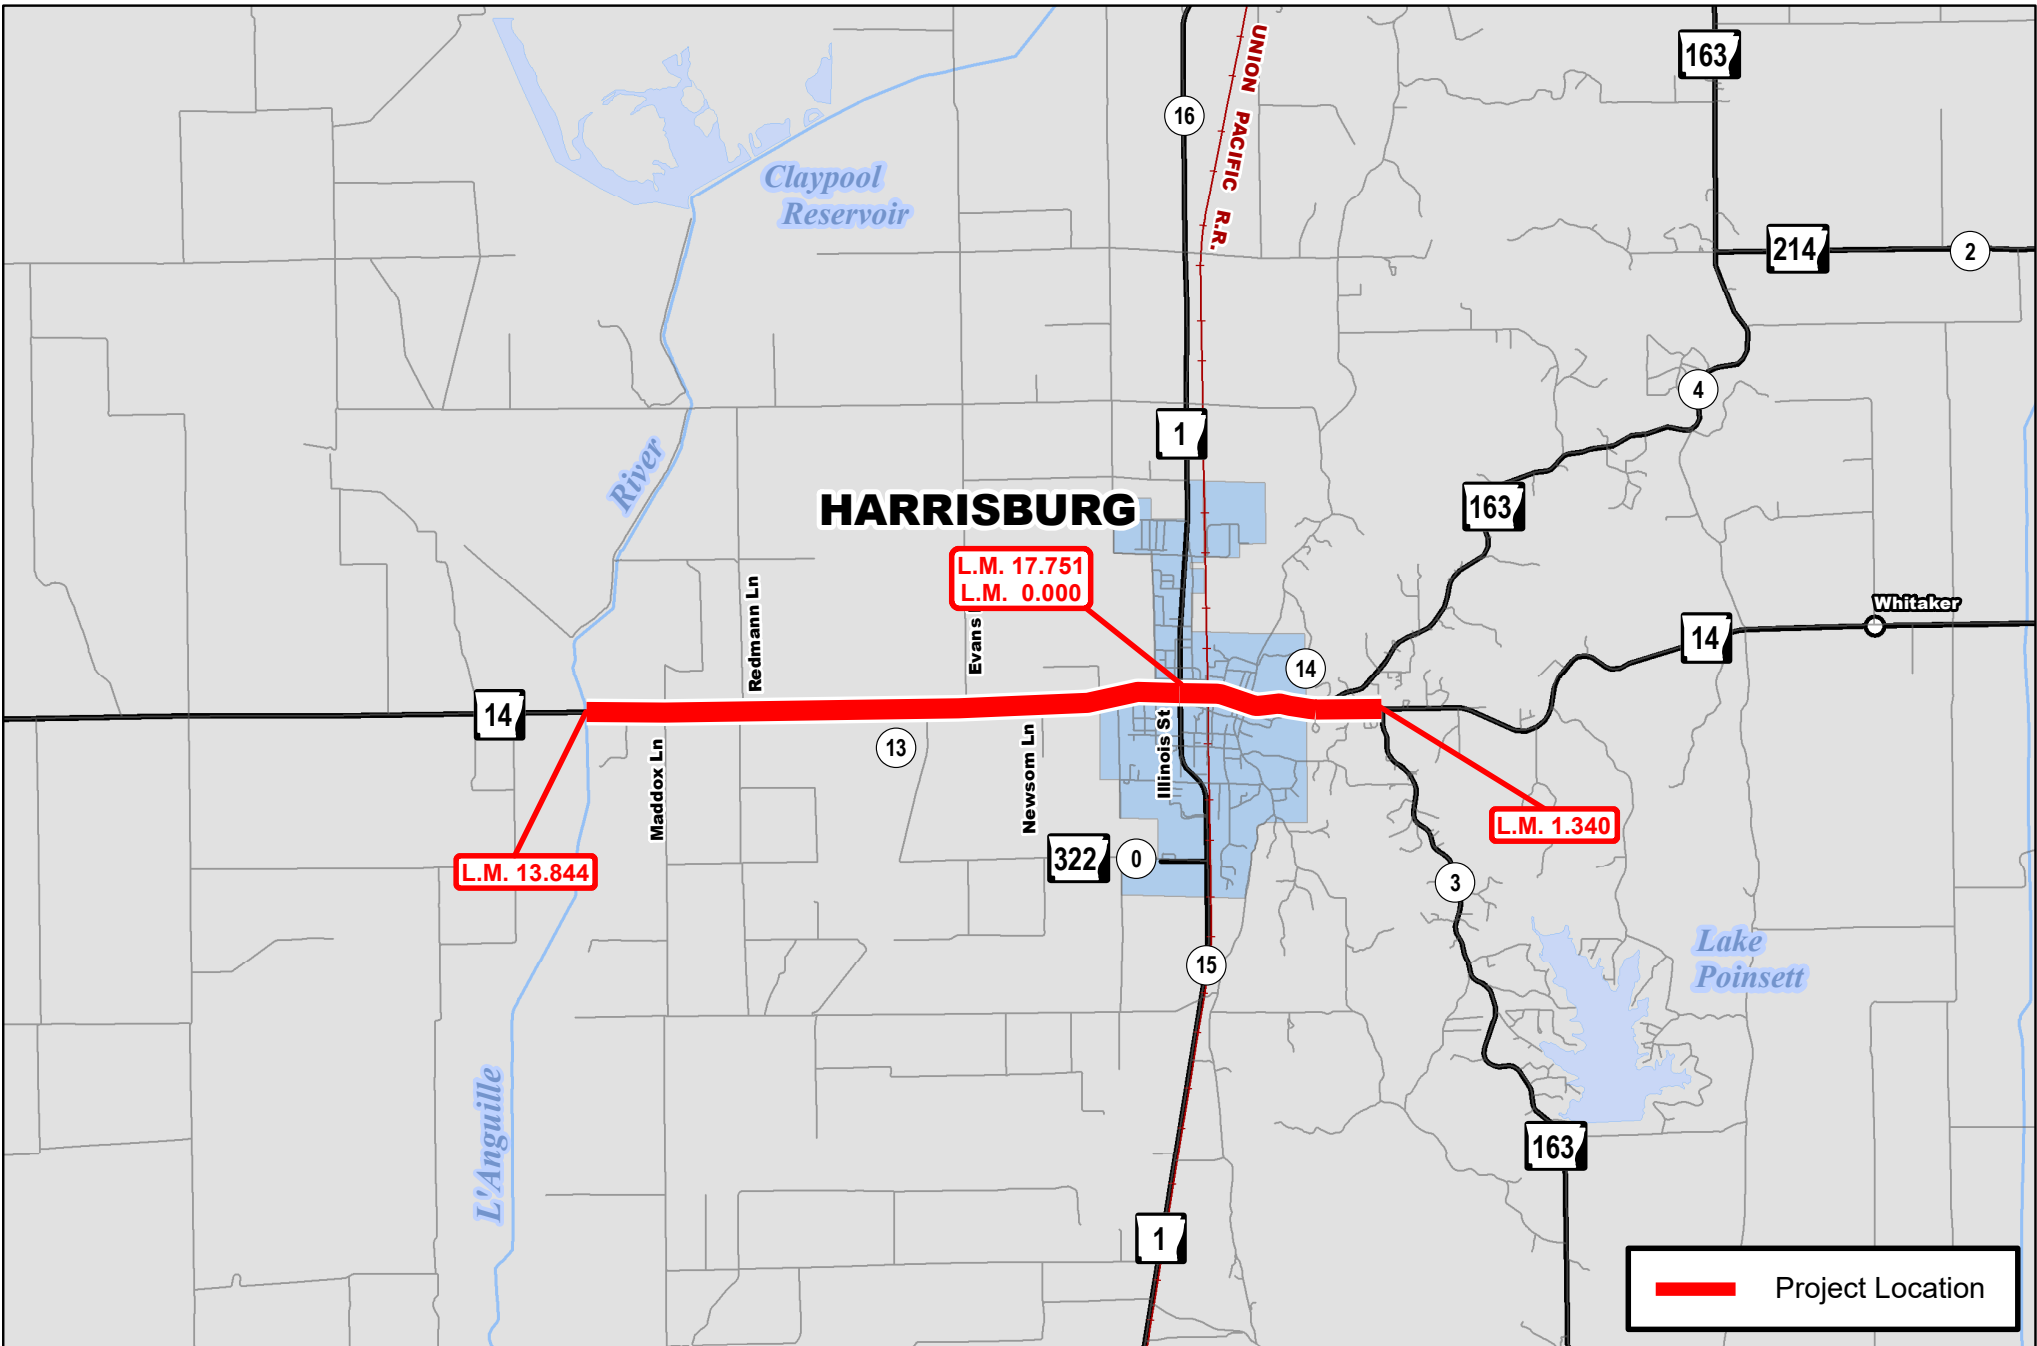 163
UNION PACIFIC R.R.
16
Claypool
Reservoir
214
2
4
1
River
HARRISBURG
163
L.M. 17.751
L.M. 0.000
Redmann Ln
Evans
Whitaker
14
14
14
13
Maddox Ln
Newsom Ln
Illinois St
L.M. 1.340
L.M. 13.844
322
0
3
15
Lake
Poinsett
L'Anguille
163
1
Project Location